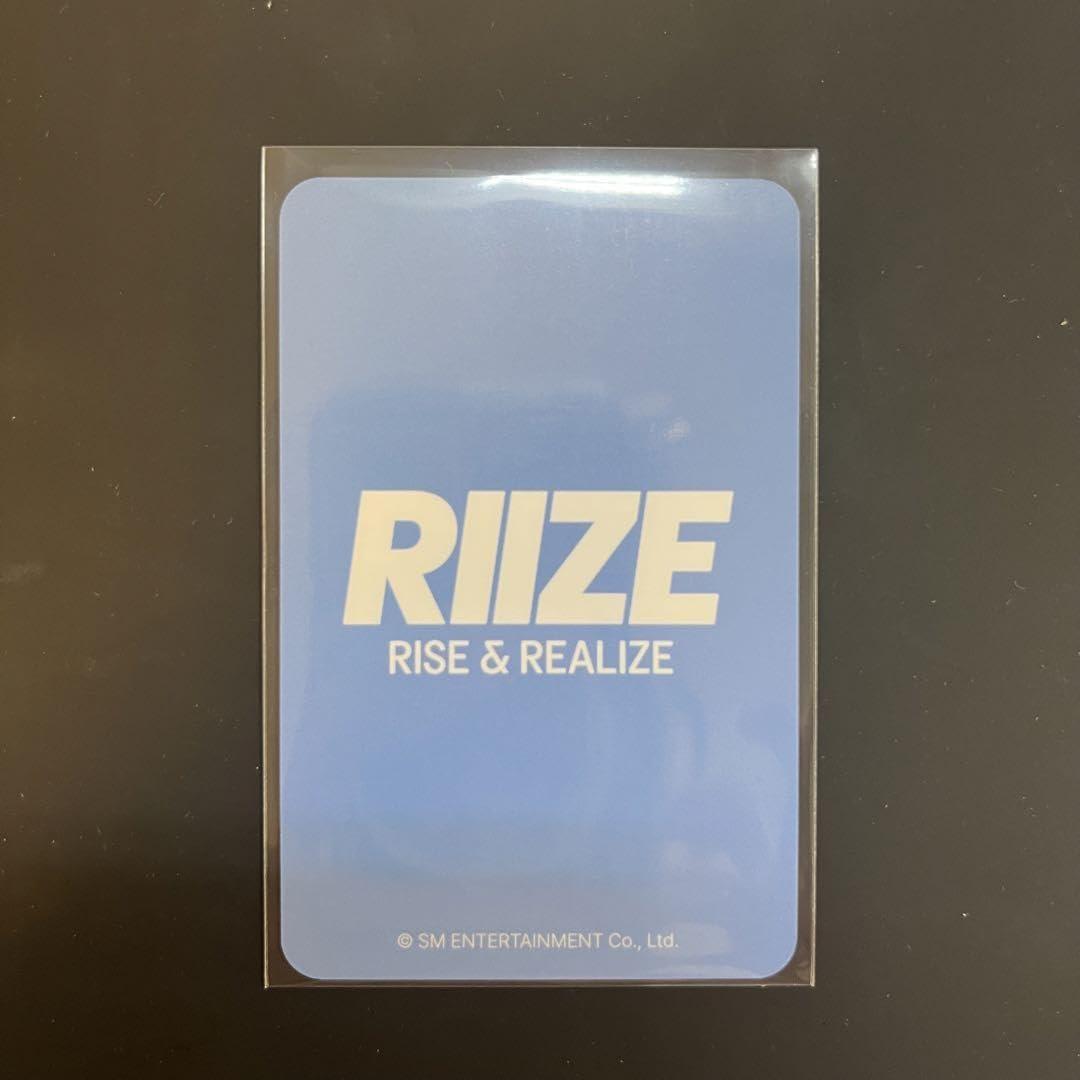 RIIZE
RISE & REALIZE
© SM ENTERTAINMENT Co., Ltd.